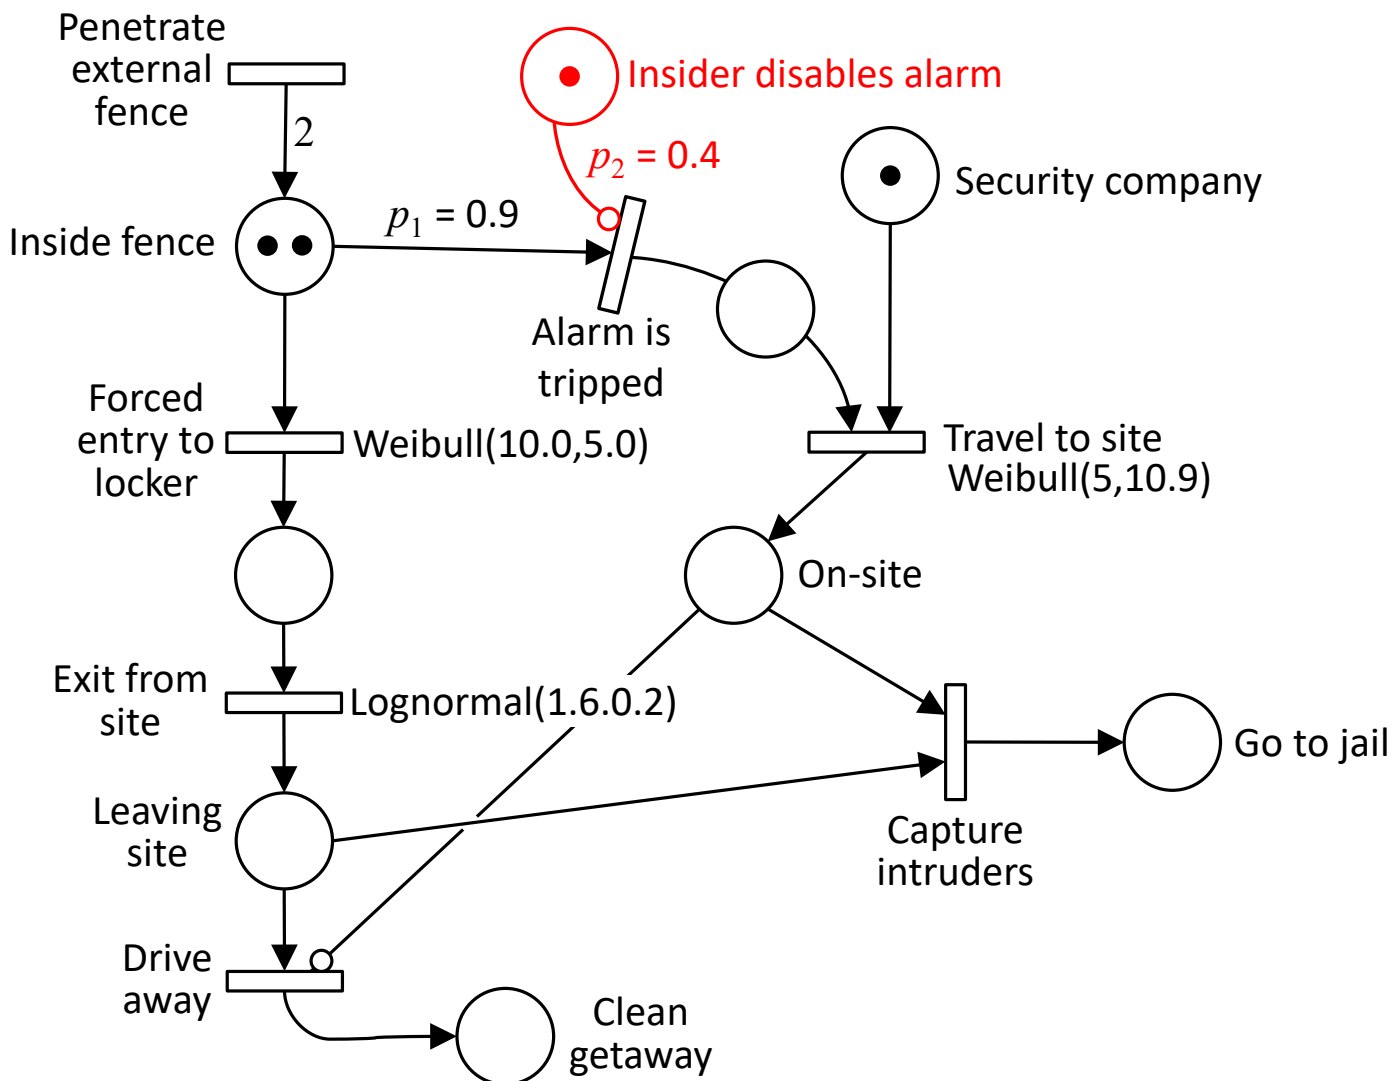 Penetrate
external
fence
2
Insider disables alarm
p2 = 0.4
Security company
Inside fence
p1 = 0.9
Alarm is
tripped
Forced
entry to
locker
Weibull(10.0,5.0)
Travel to site
Weibull(5,10.9)
On-site
Exit from
site
Lognormal(1.6.0.2)
Go to jail
Leaving
site
Capture
intruders
Drive
away
Clean
getaway